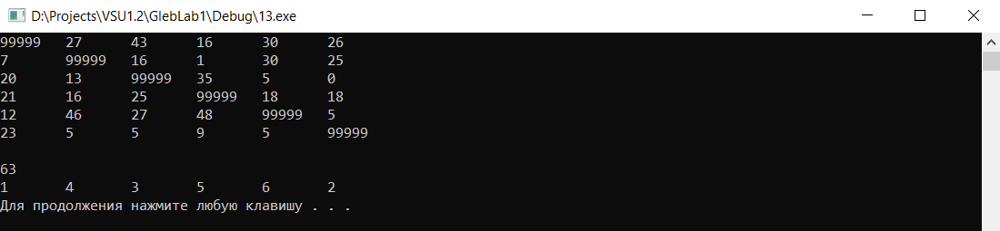 D:\Projects\VSU1.2\GlebLab1\Debug\13.exe
99999 27 43 16 30 26
7 99999 16 1 30 25
20 13 99999 35 5 0
21 16 25 99999 18 18
12 46 27 48 99999 5
23 5 5 9 5 99999
63
1 4 3 5 6 2
Для продолжения нажмите любую клавишу . . .